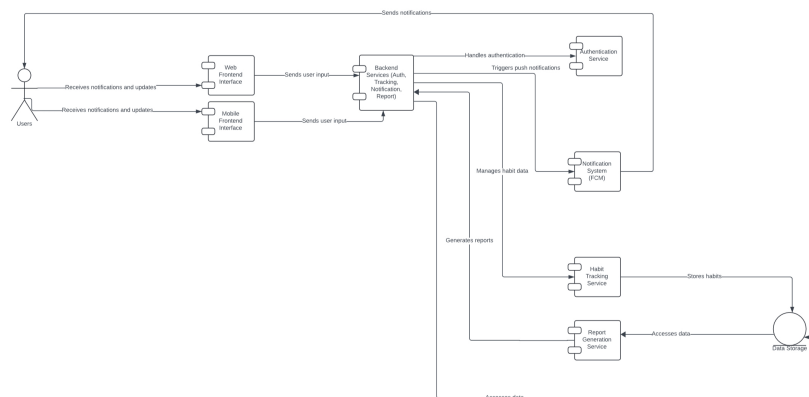 Sends notifications
Web
Frontend
Interface
Backend
Services (Auth,
Tracking,
Notification,
Report)
Handles authentication
Authentication
Service
Triggers push notifications
Sends user input
Receives notifications and updates
Receives notifications and updates
Mobile
Frontend
Interface
Sends user input
Users
Notification
System
(FCM)
Manages habit data
Generates reports
Habit
Tracking
Service
Stores habits
Report
Generation
Service
Accesses data
Data Storage
Accesses data